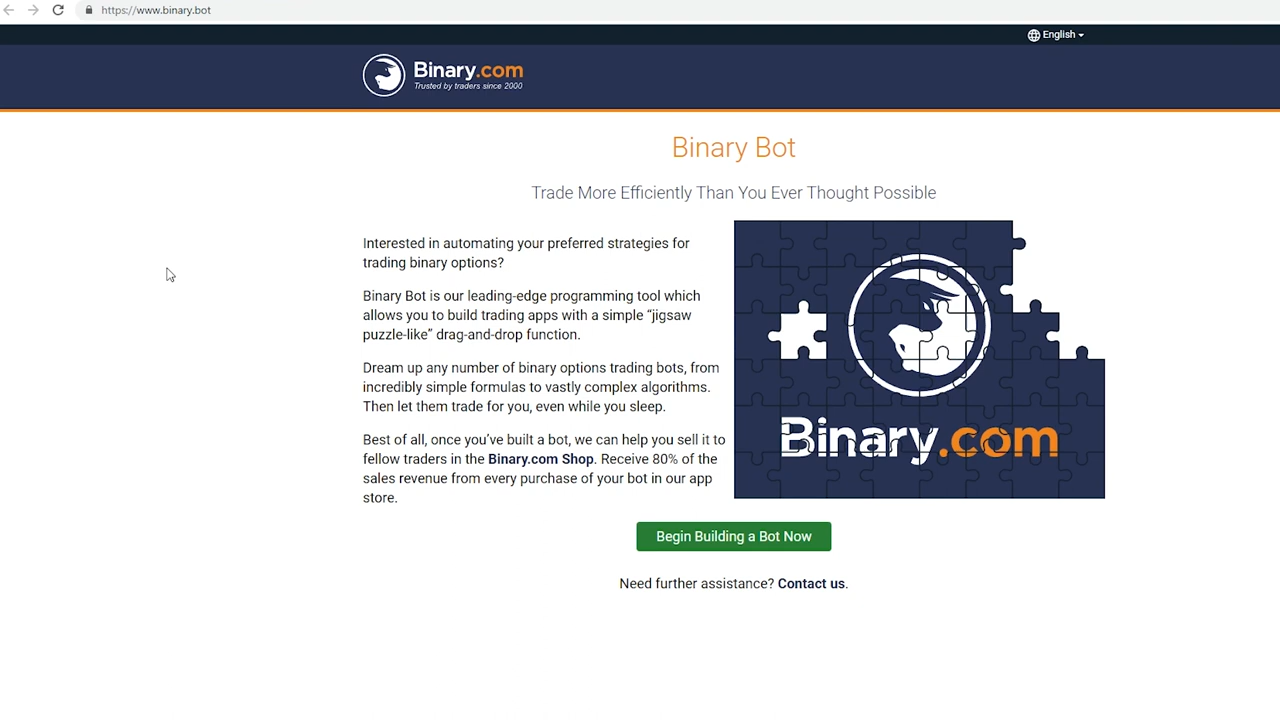 https://www.binary.bot
English
Binary.com
Trusted by traders since 2000
Binary Bot
Trade More Efficiently Than You Ever Thought Possible
Interested in automating your preferred strategies for
trading binary options?
Binary Bot is our leading-edge programming tool which
allows you to build trading apps with a simple “jigsaw
puzzle-like” drag-and-drop function.
Dream up any number of binary options trading bots, from
incredibly simple formulas to vastly complex algorithms.
Then let them trade for you, even while you sleep.
Best of all, once you’ve built a bot, we can help you sell it to
fellow traders in the Binary.com Shop. Receive 80% of the
sales revenue from every purchase of your bot in our app
store.
Binary.com
Begin Building a Bot Now
Need further assistance? Contact us.